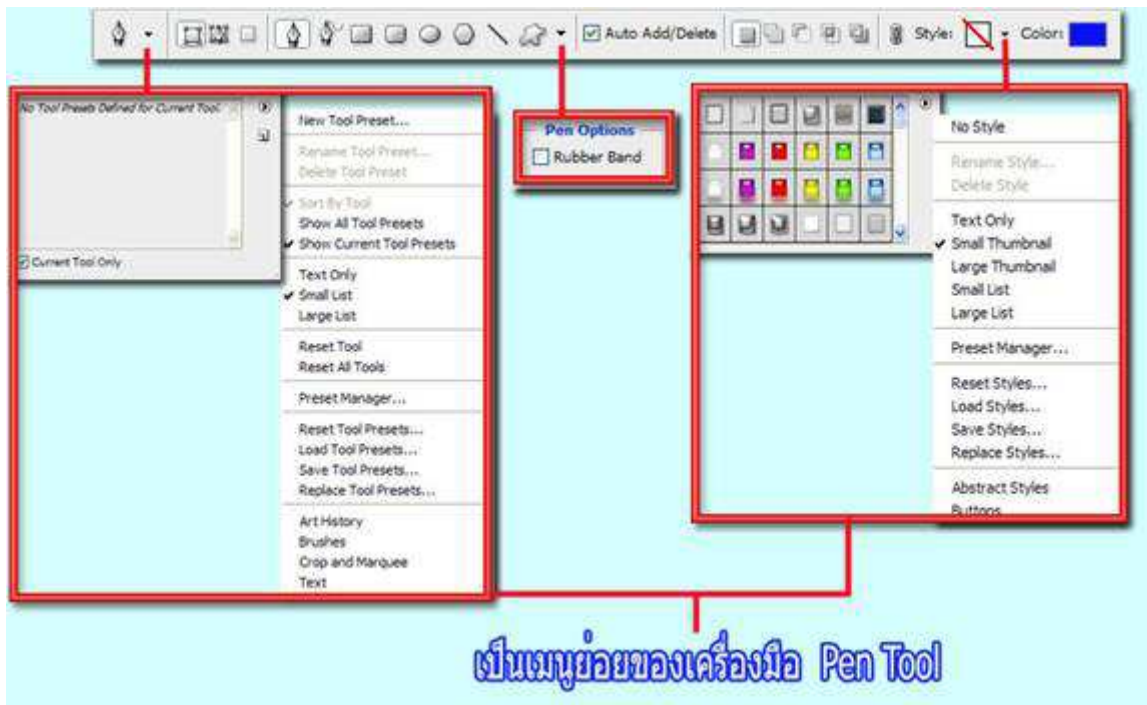 Auto Add/Delete
Style:
Color:
No Tool Presets Defined for Current Tool.
Current Tool Only
New Tool Preset...
Rename Tool Preset...
Delete Tool Preset
Sort By Tool
Show All Tool Presets
Show Current Tool Presets
Text Only
Small List
Large List
Reset Tool
Reset All Tools
Preset Manager...
Reset Tool Presets...
Load Tool Presets...
Save Tool Presets...
Replace Tool Presets...
Art History
Brushes
Crop and Marquee
Text
Pen Options
Rubber Band
No Style
Rename Style...
Delete Style
Text Only
Small Thumbnail
Large Thumbnail
Small List
Large List
Preset Manager...
Reset Styles...
Load Styles...
Save Styles...
Replace Styles...
Abstract Styles
Buttons
เป็นเมนูย่อยของเครื่องมือ Pen Tool